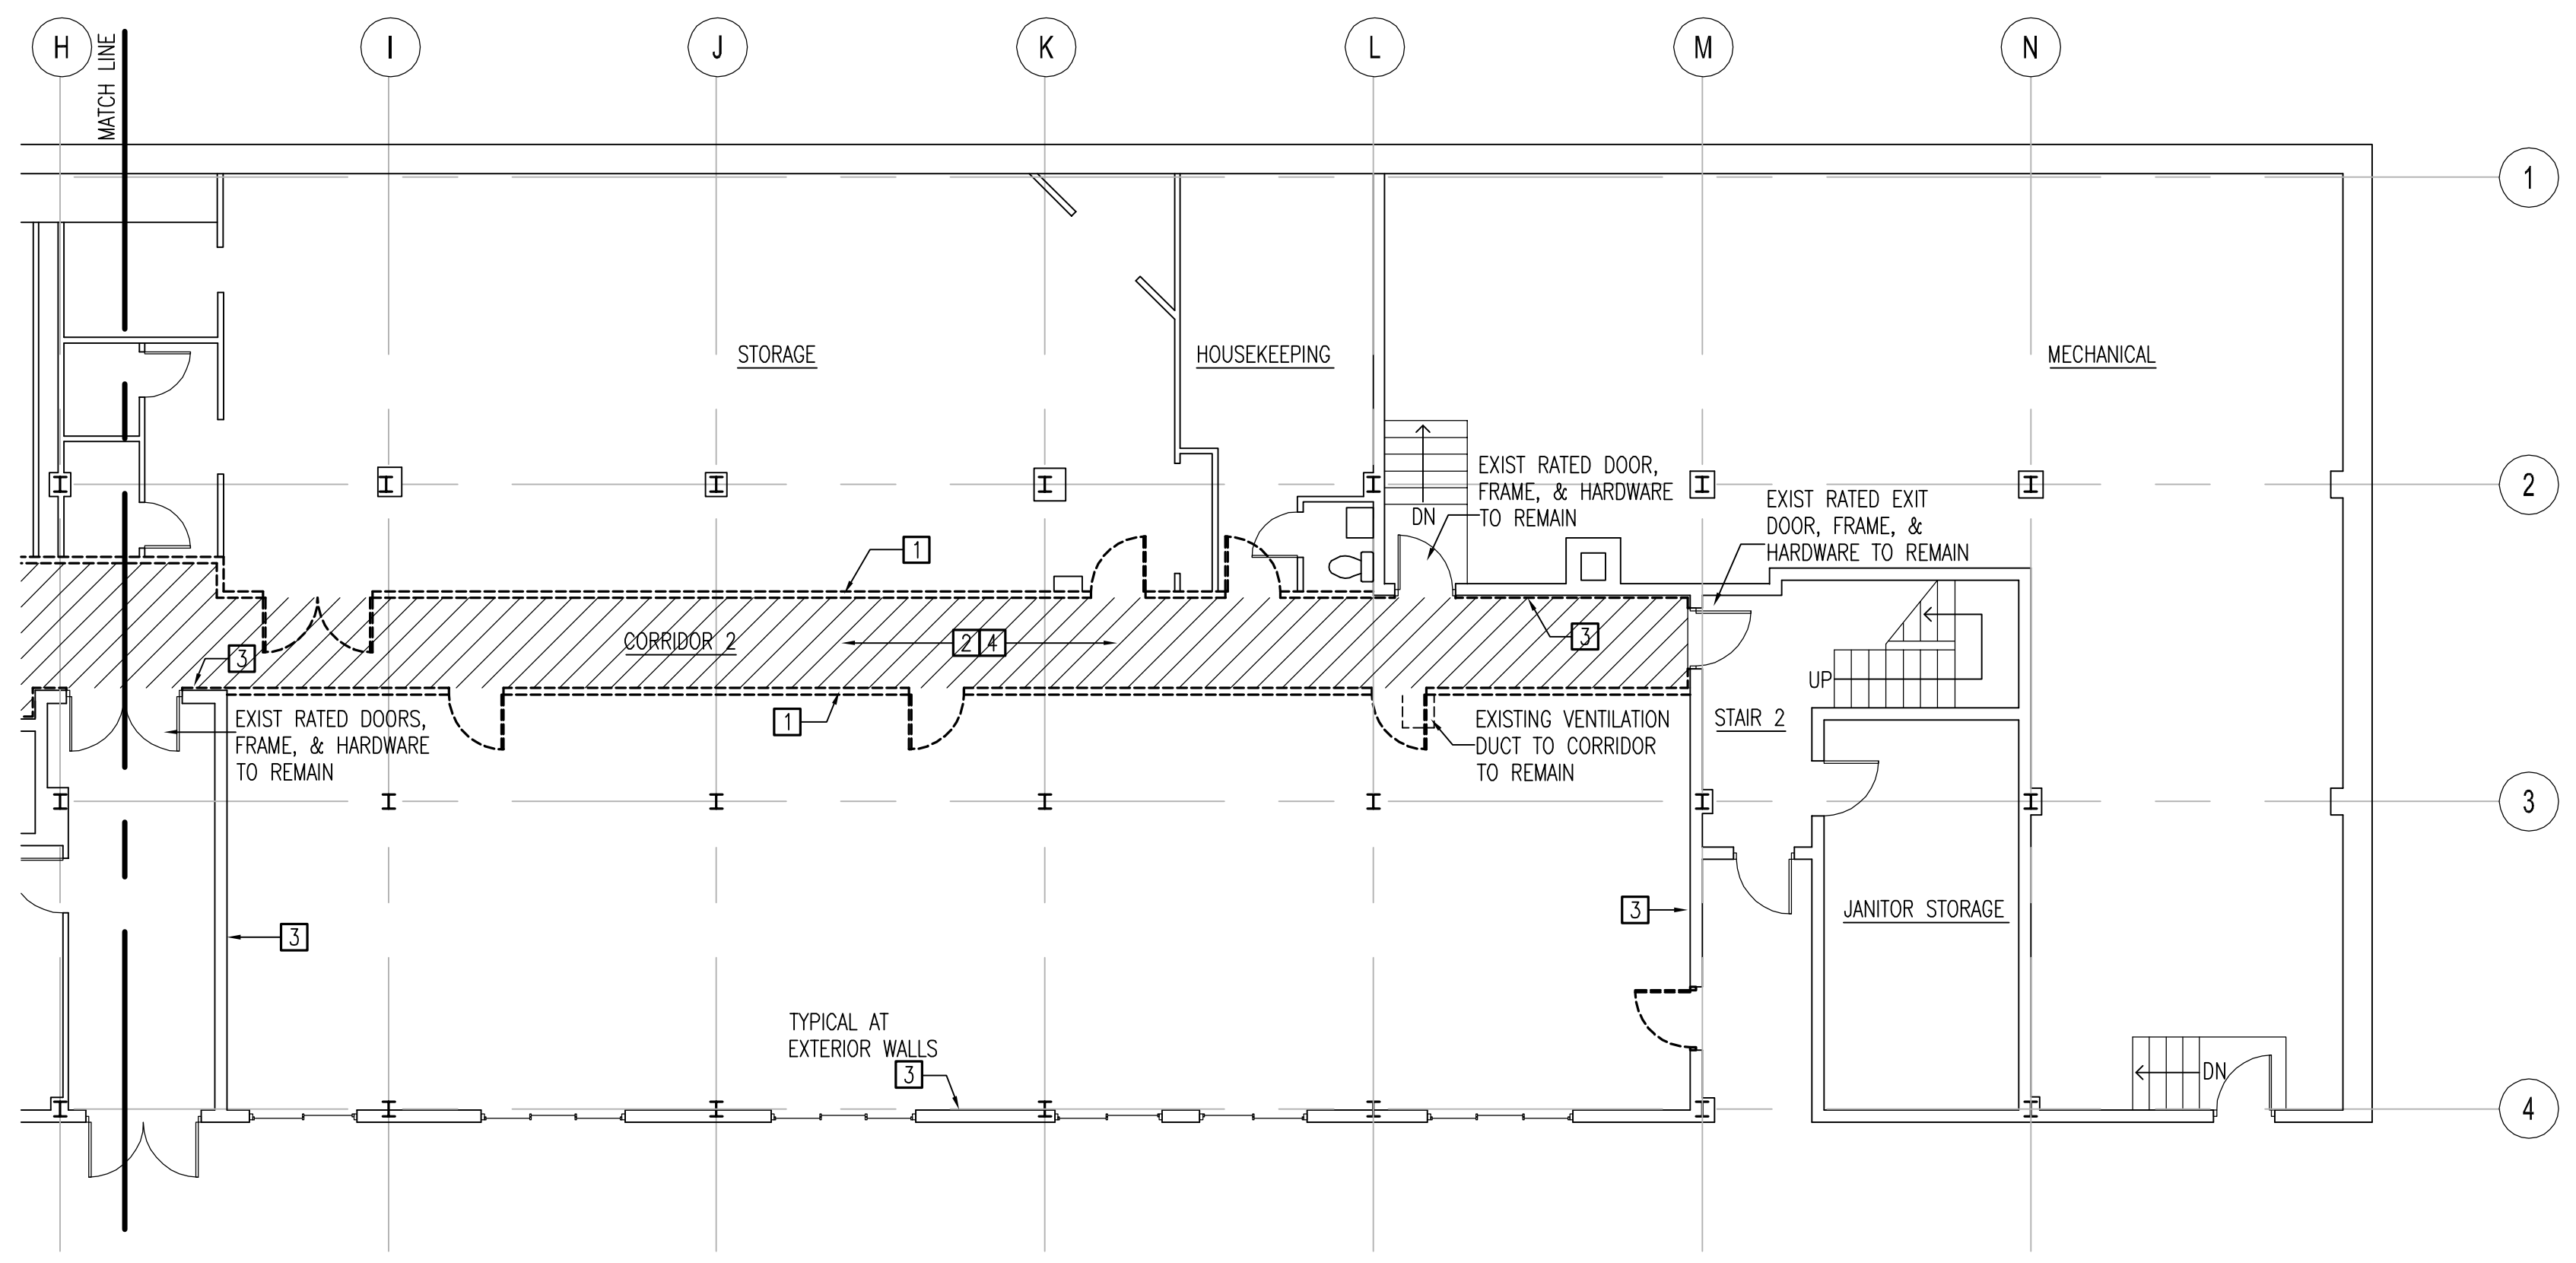 H
I
J
K
L
M
N
MATCH LINE
1
STORAGE
HOUSEKEEPING
MECHANICAL
EXIST RATED DOOR,
FRAME, & HARDWARE
TO REMAIN
2
DN
EXIST RATED EXIT
DOOR, FRAME, &
HARDWARE TO REMAIN
1
3
CORRIDOR 2
2 4
3
UP
1
EXIST RATED DOORS,
FRAME, & HARDWARE
TO REMAIN
EXISTING VENTILATION
DUCT TO CORRIDOR
TO REMAIN
STAIR 2
3
3
3
JANITOR STORAGE
TYPICAL AT
EXTERIOR WALLS
3
DN
4